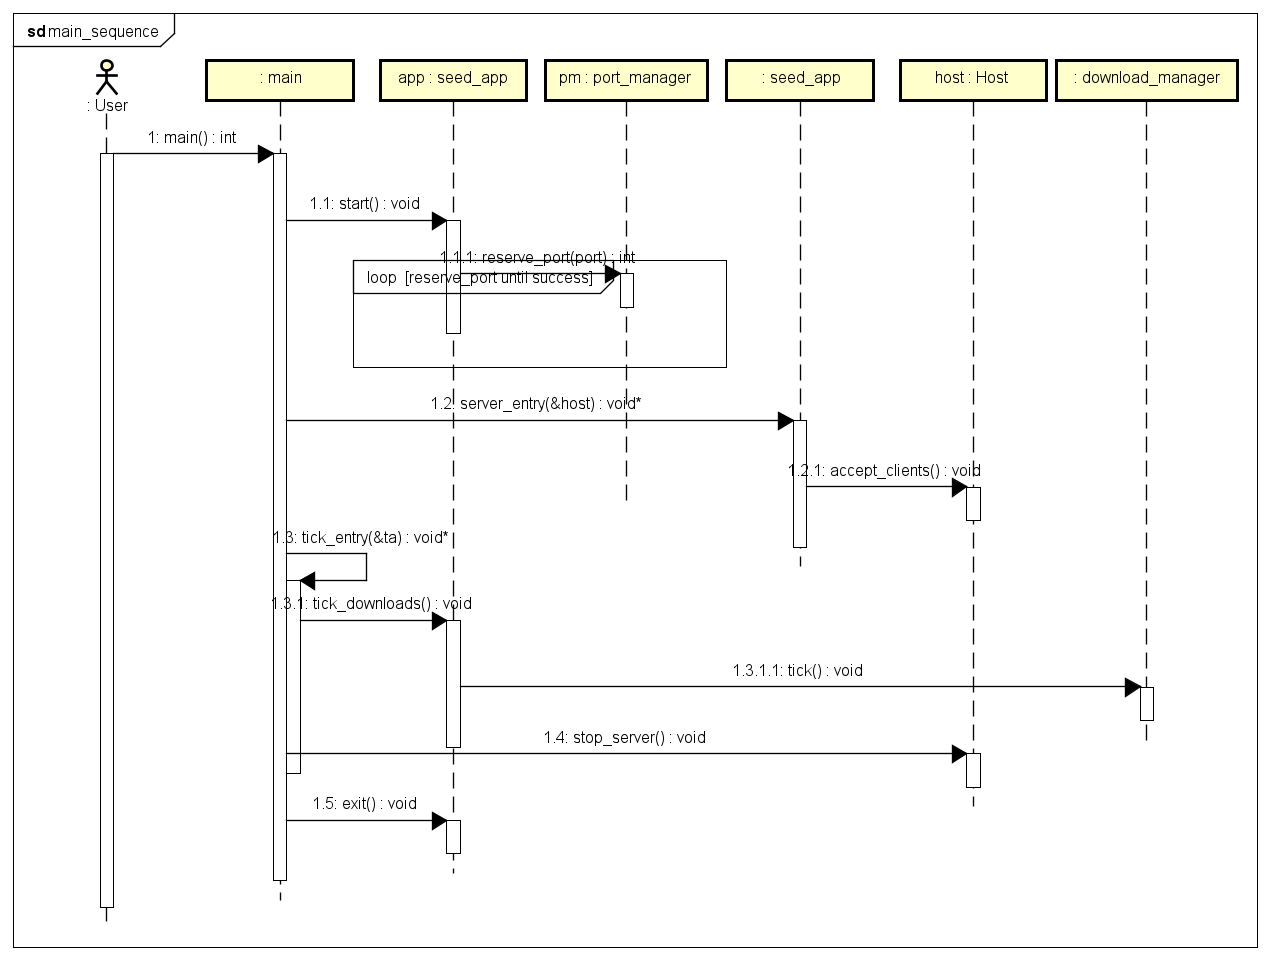 sd main_sequence
: User
: main
app : seed_app
pm : port_manager
: seed_app
host : Host
: download_manager
1: main() : int
1.1: start() : void
1.1.1: reserve_port(port) : int
loop [reserve_port until success]
1.2: server_entry(&host) : void*
1.2.1: accept_clients() : void
1.3: tick_entry(&ta) : void*
1.3.1: tick_downloads() : void
1.3.1.1: tick() : void
1.4: stop_server() : void
1.5: exit() : void